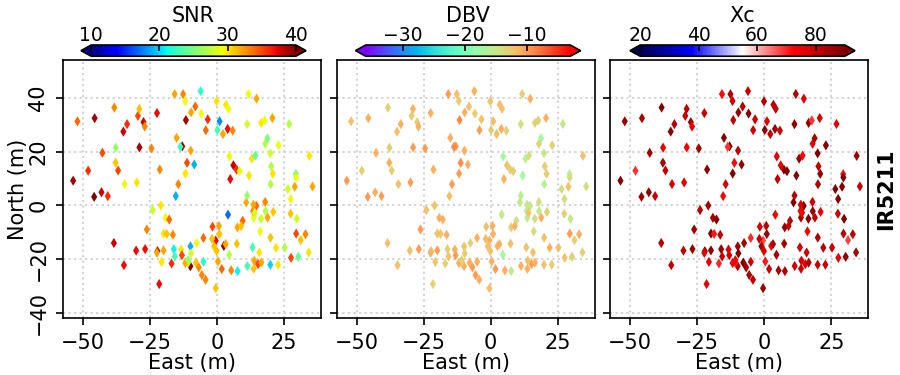 SNR DBV Xc
10 20 30 40 −30 −20 −10 20 40 60 80
40
20
0
−20
−40
North (m)
IR5211
−50 −25 0 25 −50 −25 0 25 −50 −25 0 25
East (m) East (m) East (m)